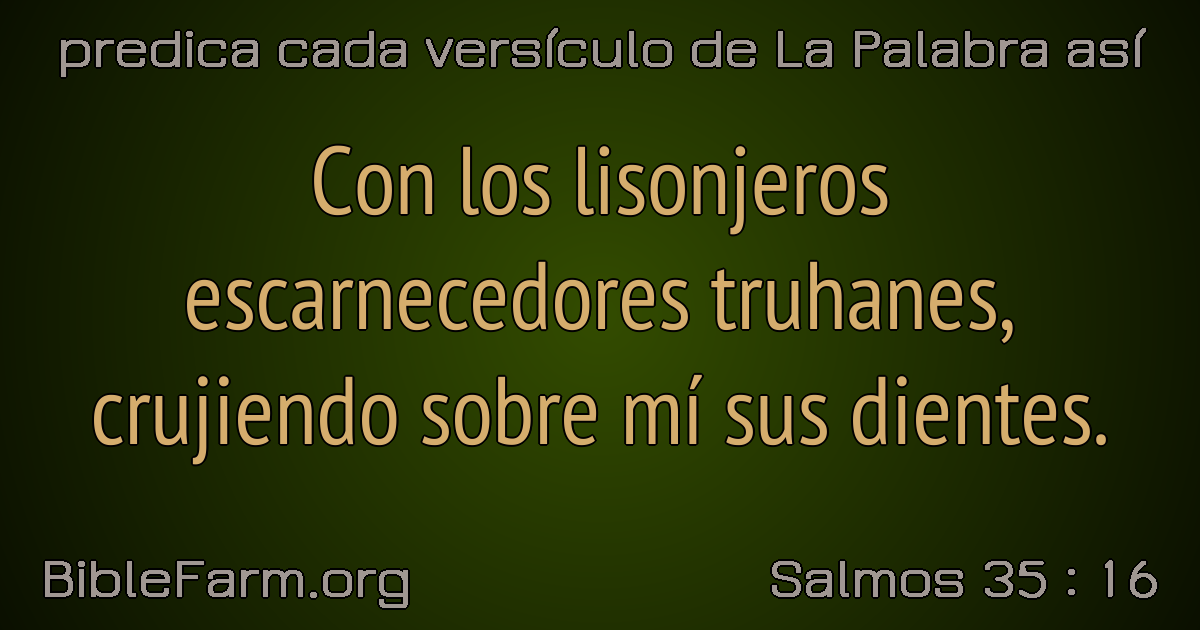 predica cada versículo de La Palabra así
Con los lisonjeros
escarnecedores truhanes,
crujiendo sobre mí sus dientes.
BibleFarm.org
Salmos 35 : 16